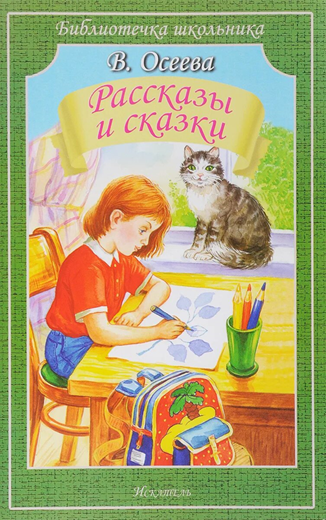 Библиотечка школьника
В. Осеева
Рассказы
и сказки
Искатель